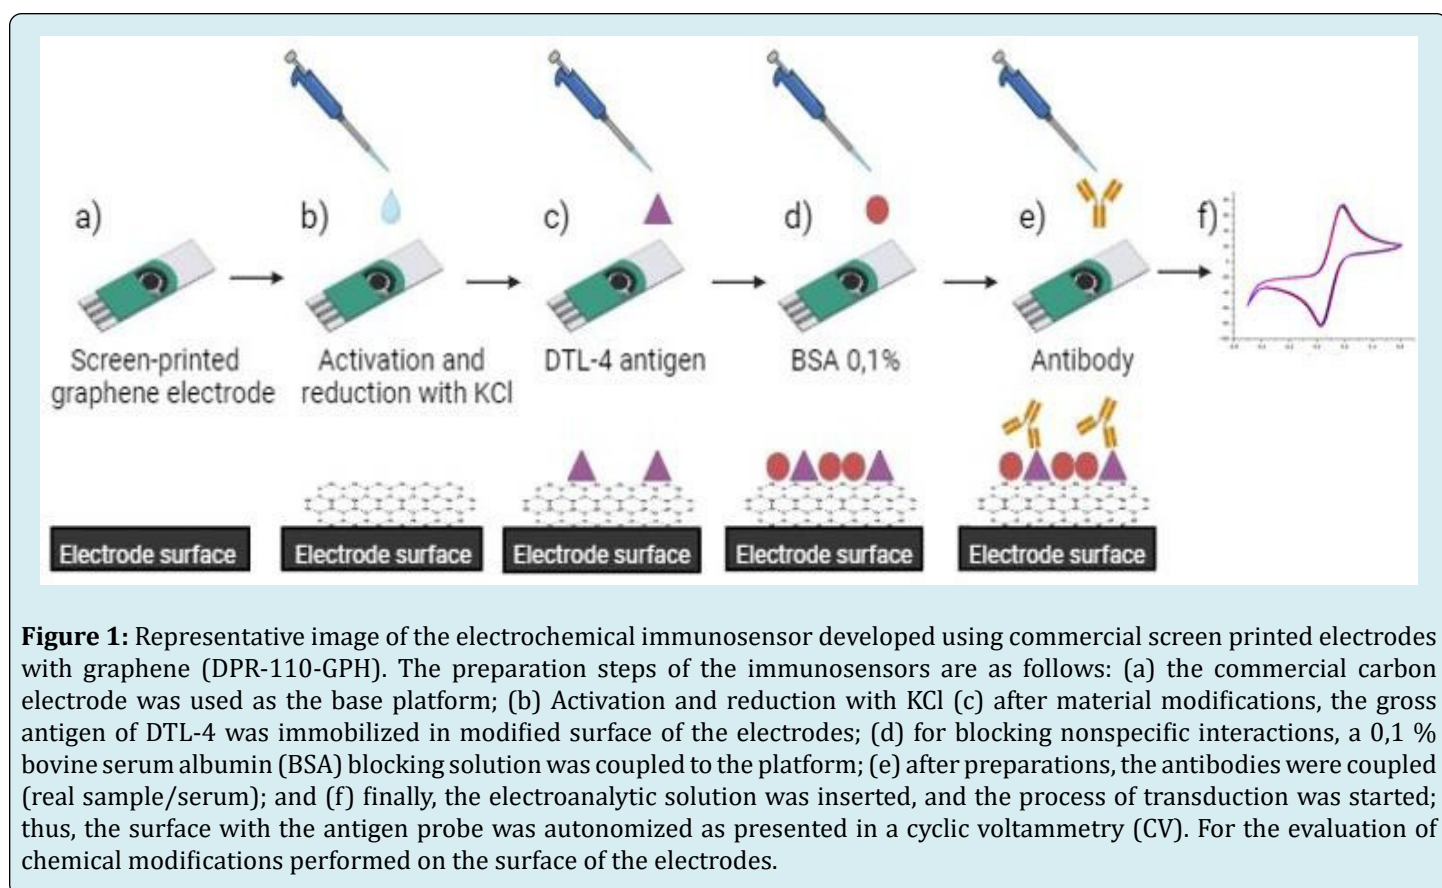 a)
b)
c)
d)
e)
f)
Screen-printed
graphene electrode
Activation and
reduction with KCl
DTL-4 antigen
BSA 0,1%
Antibody
Electrode surface
Electrode surface
Electrode surface
Electrode surface
Electrode surface
Figure 1: Representative image of the electrochemical immunosensor developed using commercial screen printed electrodes
with graphene (DPR-110-GPH). The preparation steps of the immunosensors are as follows: (a) the commercial carbon
electrode was used as the base platform; (b) Activation and reduction with KCl (c) after material modifications, the gross
antigen of DTL-4 was immobilized in modified surface of the electrodes; (d) for blocking nonspecific interactions, a 0,1 %
bovine serum albumin (BSA) blocking solution was coupled to the platform; (e) after preparations, the antibodies were coupled
(real sample/serum); and (f) finally, the electroanalytic solution was inserted, and the process of transduction was started;
thus, the surface with the antigen probe was autonomized as presented in a cyclic voltammetry (CV). For the evaluation of
chemical modifications performed on the surface of the electrodes.